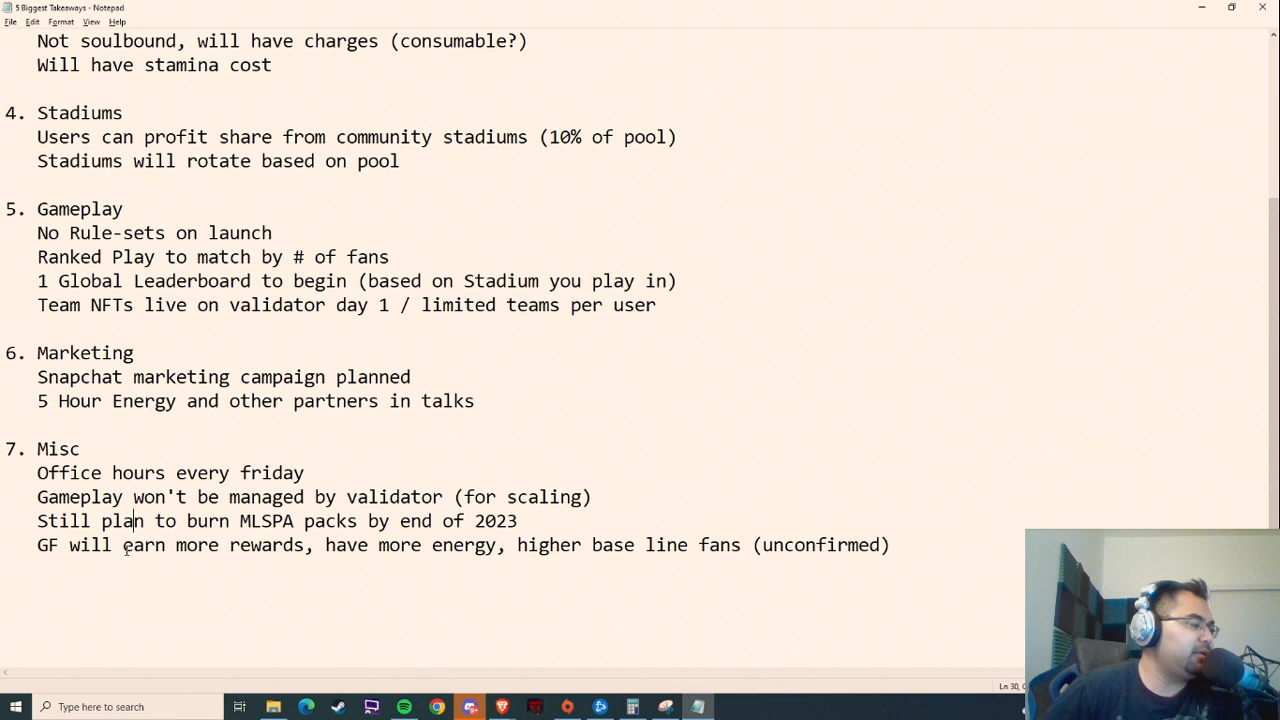 5 Biggest Takeaways - Notepad
File Edit Format View Help
Not soulbound, will have charges (consumable?)
Will have stamina cost
4. Stadiums
Users can profit share from community stadiums (10% of pool)
Stadiums will rotate based on pool
5. Gameplay
No Rule-sets on launch
Ranked Play to match by # of fans
1 Global Leaderboard to begin (based on Stadium you play in)
Team NFTs live on validator day 1 / limited teams per user
6. Marketing
Snapchat marketing campaign planned
5 Hour Energy and other partners in talks
7. Misc
Office hours every friday
Gameplay won't be managed by validator (for scaling)
Still plan to burn MLSPA packs by end of 2023
GF will earn more rewards, have more energy, higher base line fans (unconfirmed)
Ln 30,
Type here to search